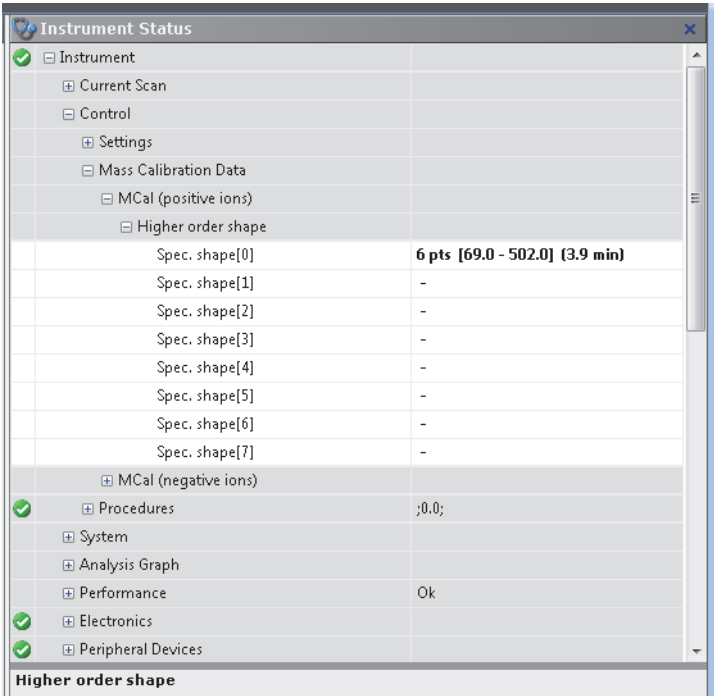 Instrument Status
Instrument
Current Scan
Control
Settings
Mass Calibration Data
MCal (positive ions)
Higher order shape
Spec. shape[0] 6 pts [69.0 - 502.0] (3.9 min)
Spec. shape[1] -
Spec. shape[2] -
Spec. shape[3] -
Spec. shape[4] -
Spec. shape[5] -
Spec. shape[6] -
Spec. shape[7] -
MCal (negative ions)
Procedures ;0.0;
System
Analysis Graph
Performance Ok
Electronics
Peripheral Devices
Higher order shape